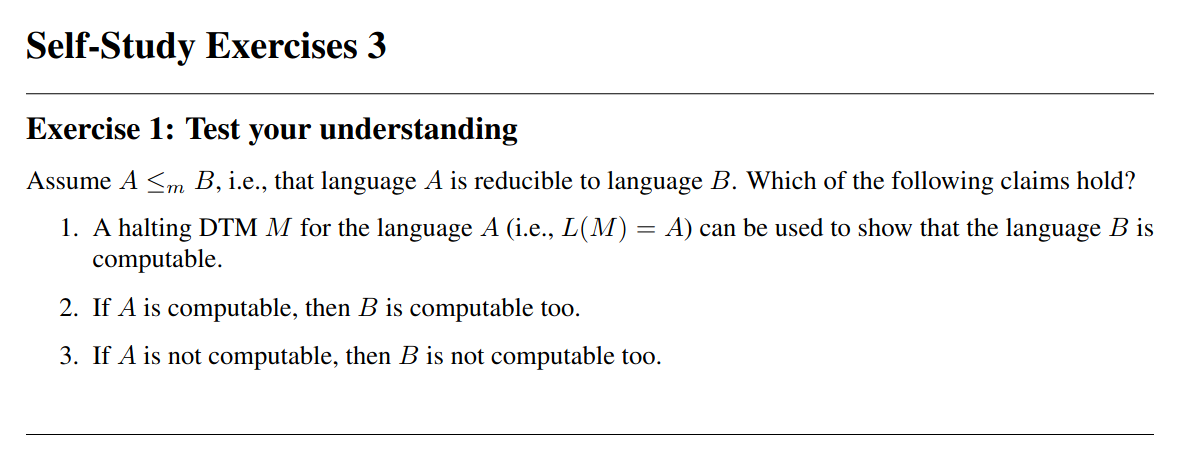 Self-Study Exercises 3
Exercise 1: Test your understanding
Assume A ≤m B, i.e., that language A is reducible to language B. Which of the following claims hold?
1. A halting DTM M for the language A (i.e., L(M) = A) can be used to show that the language B is
computable.
2. If A is computable, then B is computable too.
3. If A is not computable, then B is not computable too.